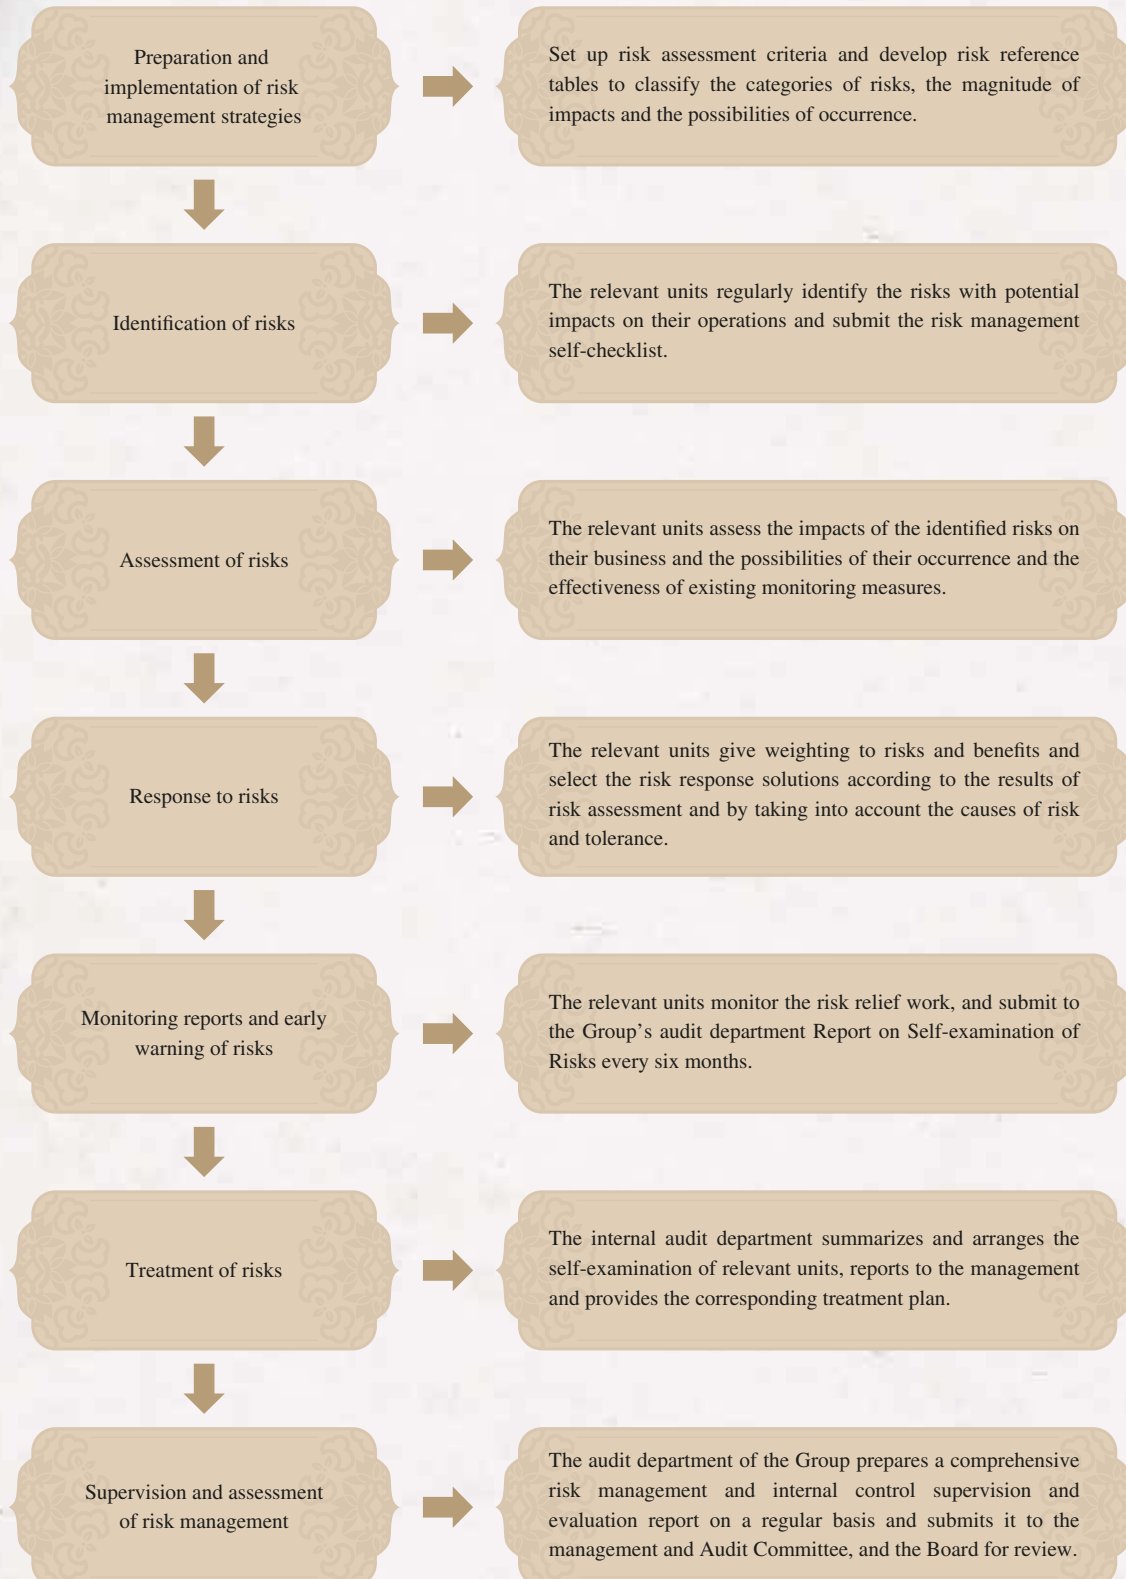 Preparation and
implementation of risk
management strategies
Set up risk assessment criteria and develop risk reference
tables to classify the categories of risks, the magnitude of
impacts and the possibilities of occurrence.
Identification of risks
The relevant units regularly identify the risks with potential
impacts on their operations and submit the risk management
self-checklist.
Assessment of risks
The relevant units assess the impacts of the identified risks on
their business and the possibilities of their occurrence and the
effectiveness of existing monitoring measures.
Response to risks
The relevant units give weighting to risks and benefits and
select the risk response solutions according to the results of
risk assessment and by taking into account the causes of risk
and tolerance.
Monitoring reports and early
warning of risks
The relevant units monitor the risk relief work, and submit to
the Group’s audit department Report on Self-examination of
Risks every six months.
Treatment of risks
The internal audit department summarizes and arranges the
self-examination of relevant units, reports to the management
and provides the corresponding treatment plan.
Supervision and assessment
of risk management
The audit department of the Group prepares a comprehensive
risk management and internal control supervision and
evaluation report on a regular basis and submits it to the
management and Audit Committee, and the Board for review.